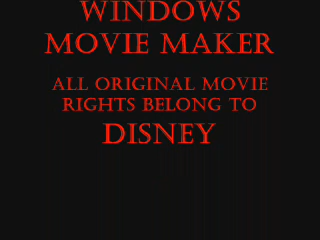 WINDOWS
MOVIE MAKER
ALL ORIGINAL MOVIE
RIGHTS BELONG TO
DISNEY